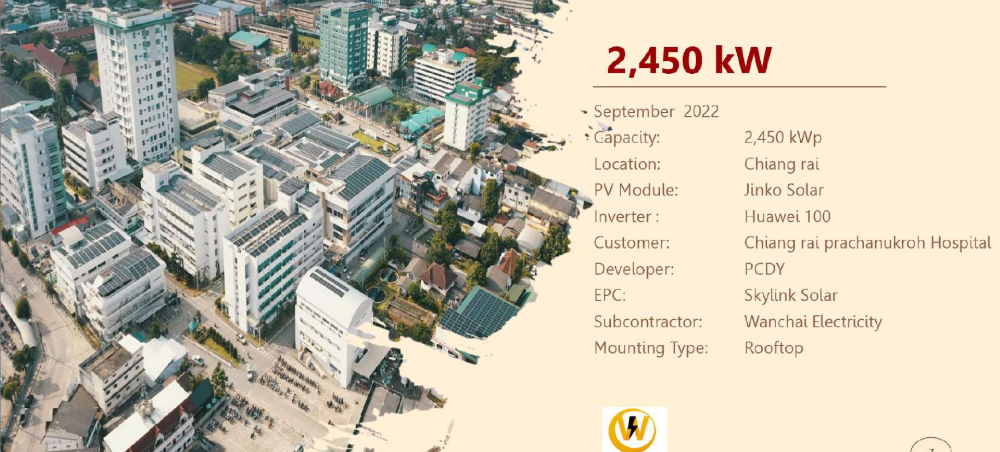 2,450 kW
September 2022
Capacity: 2,450 kWp
Location: Chiang rai
PV Module: Jinko Solar
Inverter : Huawei 100
Customer: Chiang rai prachanukroh Hospital
Developer: PCDY
EPC: Skylink Solar
Subcontractor: Wanchai Electricity
Mounting Type: Rooftop
W
7